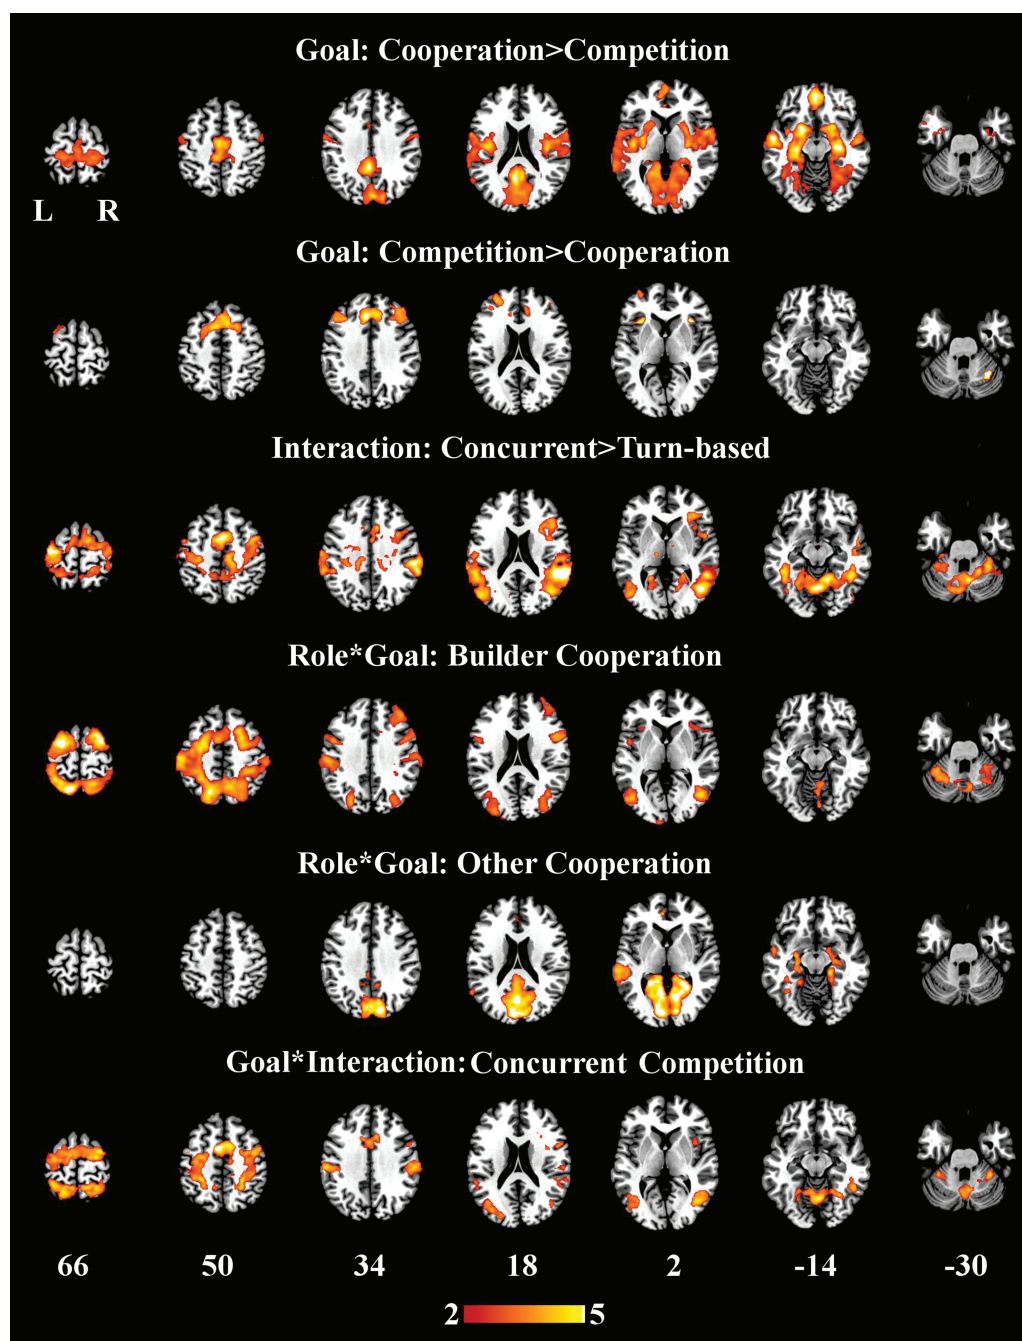 Goal: Cooperation>Competition
L R
Goal: Competition>Cooperation
Interaction: Concurrent>Turn-based
Role*Goal: Builder Cooperation
Role*Goal: Other Cooperation
Goal*Interaction: Concurrent Competition
66 50 34 18 2 -14 -30
2 5